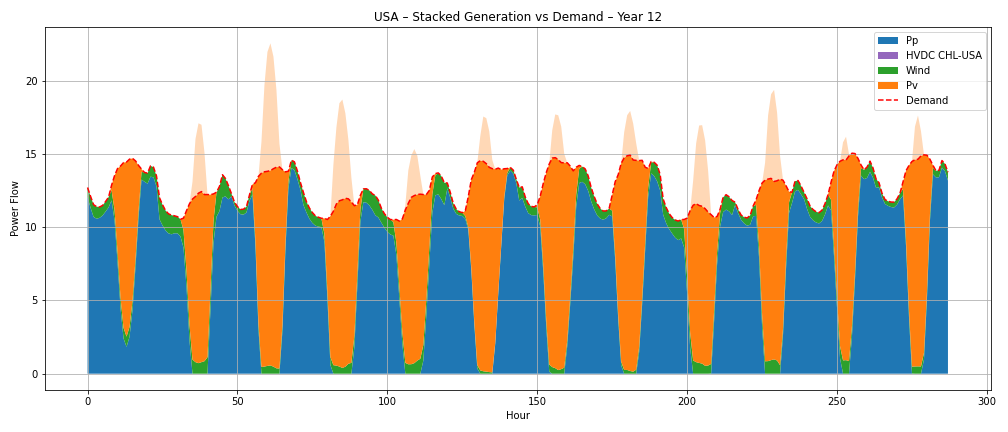 USA – Stacked Generation vs Demand – Year 12
Pp
HVDC CHL-USA
Wind
Pv
Demand
Power Flow
20
15
10
5
0
0 50 100 150 200 250 300
Hour